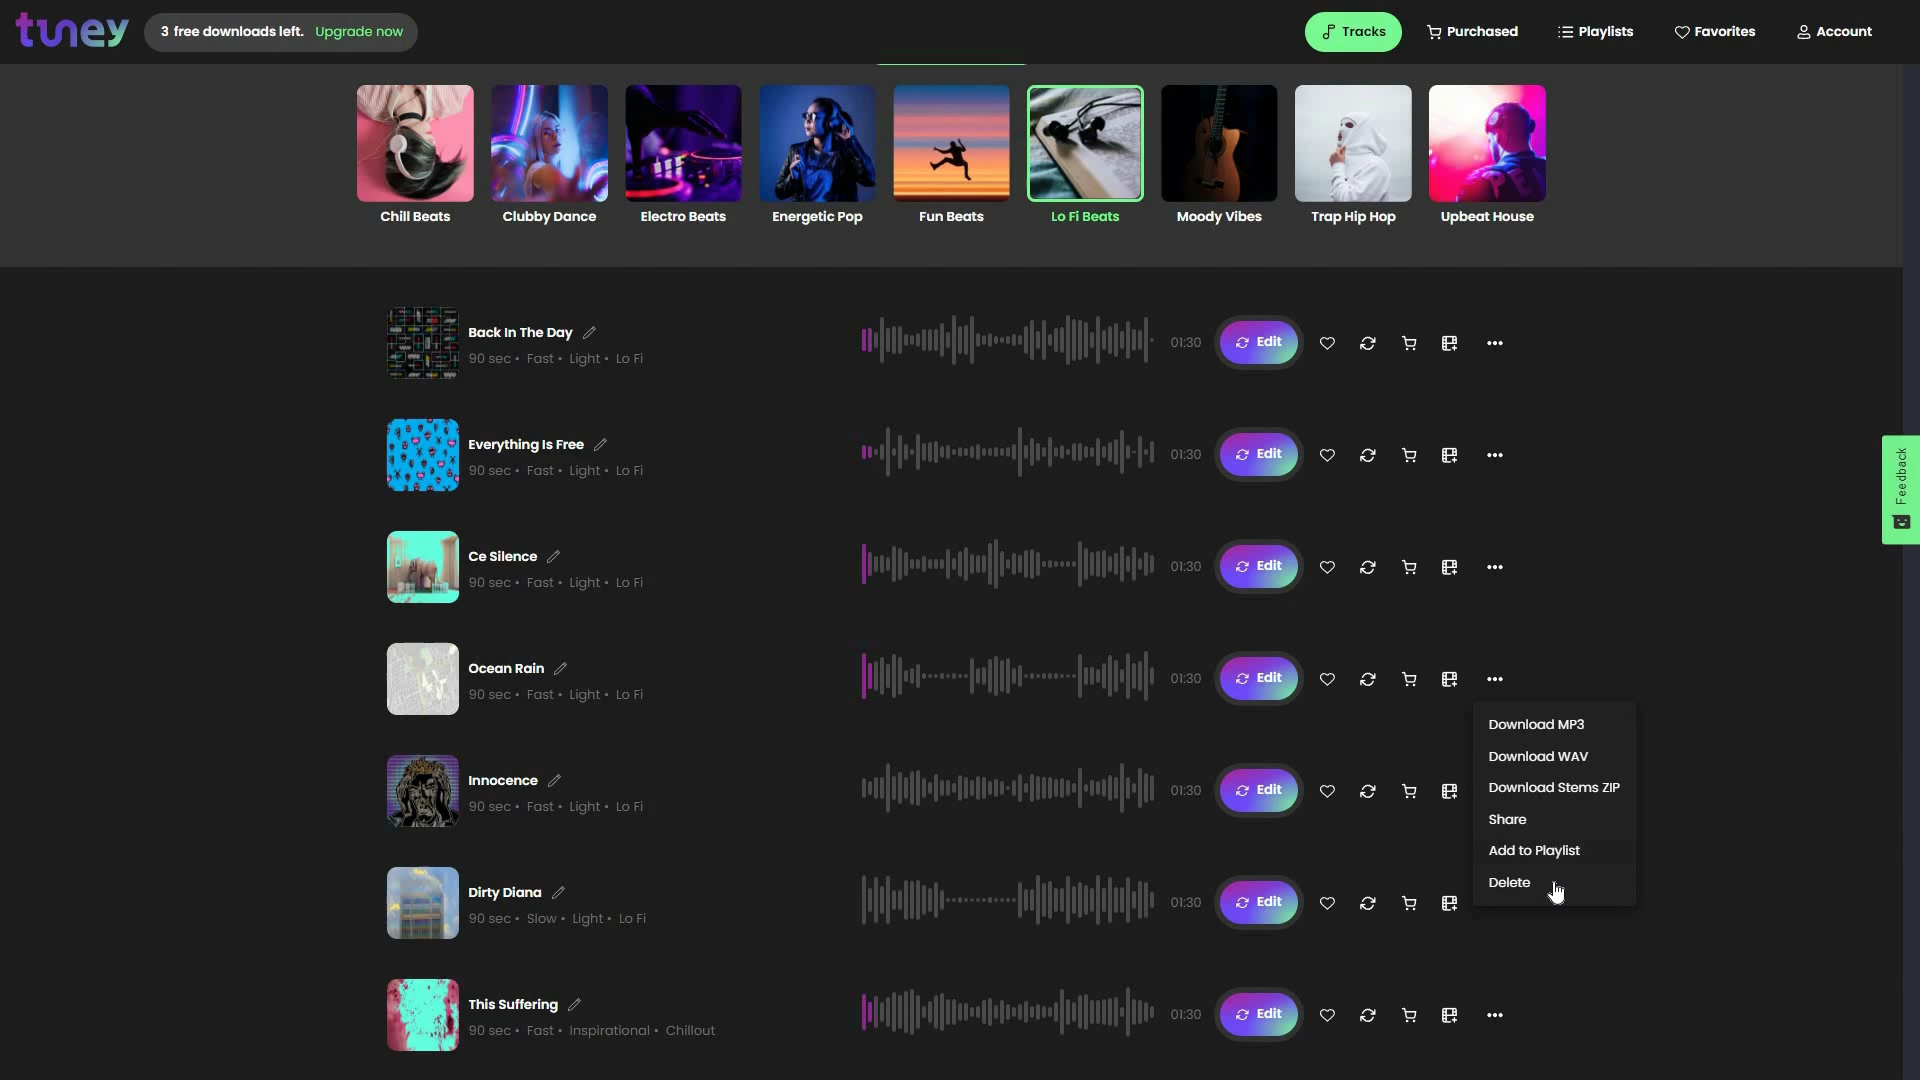 tuney
3 free downloads left. Upgrade now
Tracks
Purchased
Playlists
Favorites
Account
Chill Beats
Clubby Dance
Electro Beats
Energetic Pop
Fun Beats
Lo Fi Beats
Moody Vibes
Trap Hip Hop
Upbeat House
Back In The Day
90 sec • Fast • Light • Lo Fi
01:30
Edit
Everything Is Free
90 sec • Fast • Light • Lo Fi
01:30
Edit
Feedback
Ce Silence
90 sec • Fast • Light • Lo Fi
01:30
Edit
Ocean Rain
90 sec • Fast • Light • Lo Fi
01:30
Edit
Download MP3
Download WAV
Download Stems ZIP
Share
Add to Playlist
Delete
Innocence
90 sec • Fast • Light • Lo Fi
01:30
Edit
Dirty Diana
90 sec • Slow • Light • Lo Fi
01:30
Edit
This Suffering
90 sec • Fast • Inspirational • Chillout
01:30
Edit